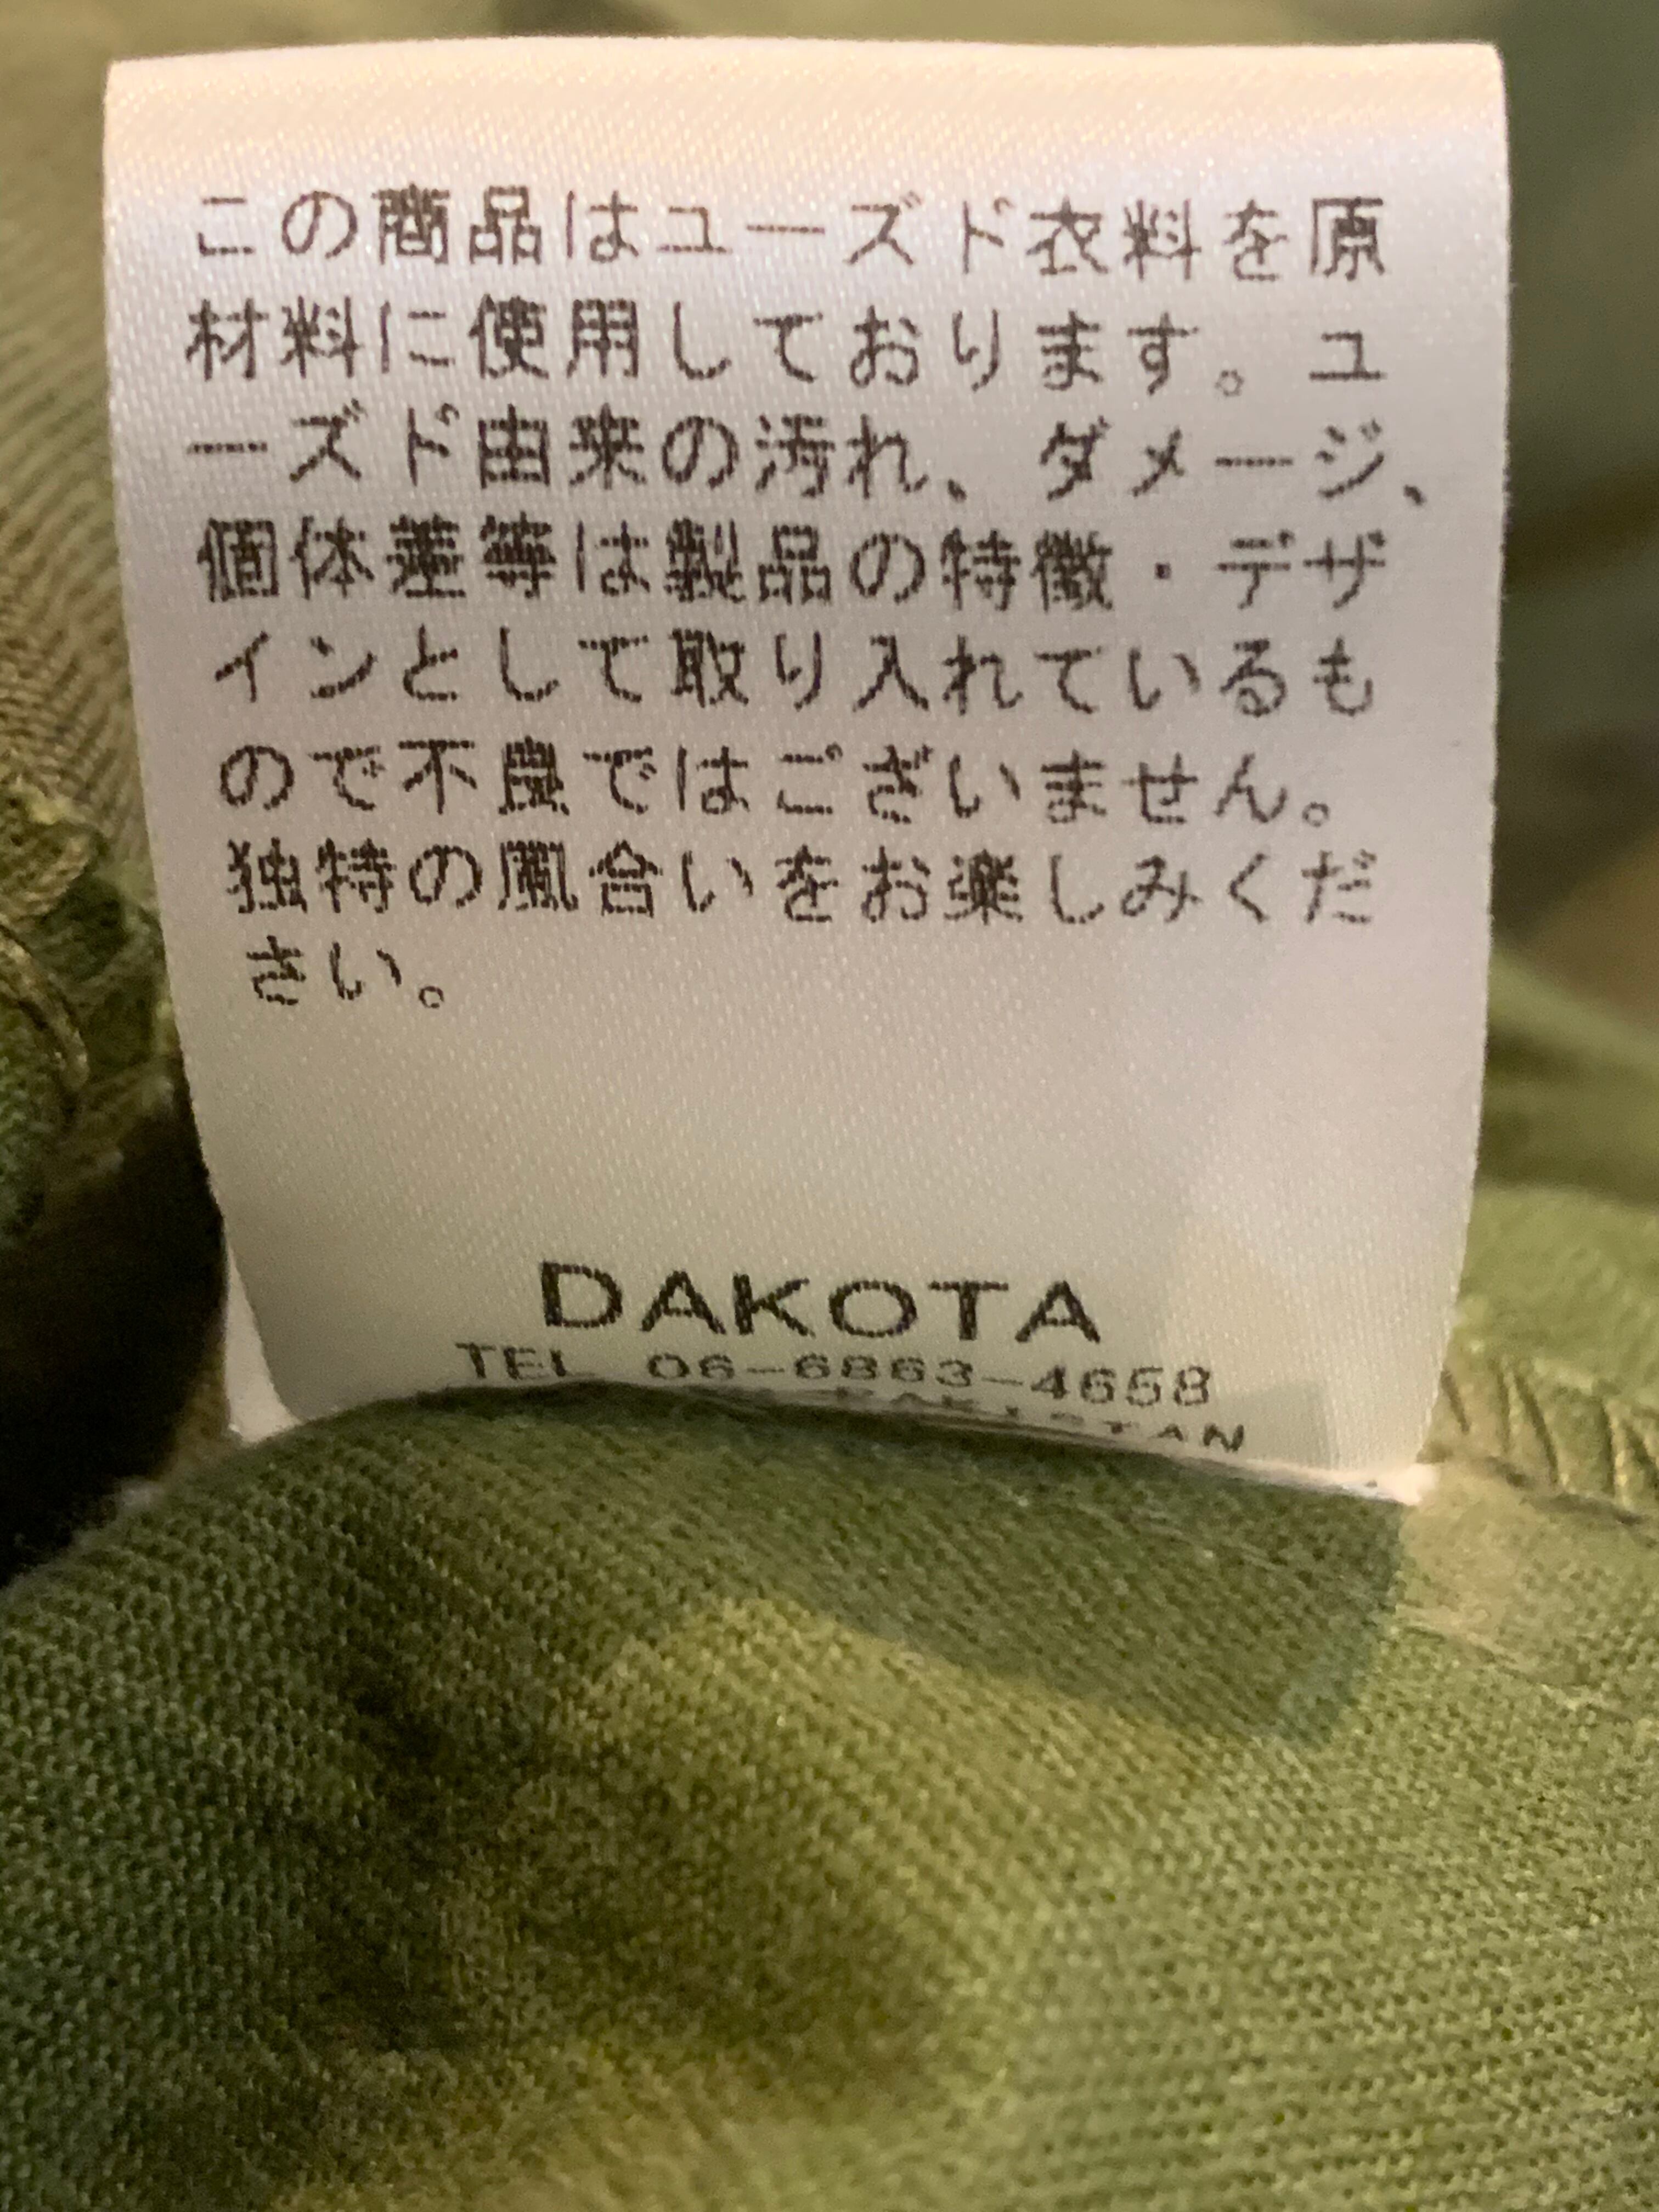 この商品はユーズド衣料を原
材料に使用しております。ユ
ーズド由来の汚れ、ダメージ、
個体差等は製品の特徴・デザ
インとして取り入れているも
ので不良ではございません。
独特の風合いをお楽しみくだ
さい。
DAKOTA
TEL 06-6863-4658
PAKISTAN